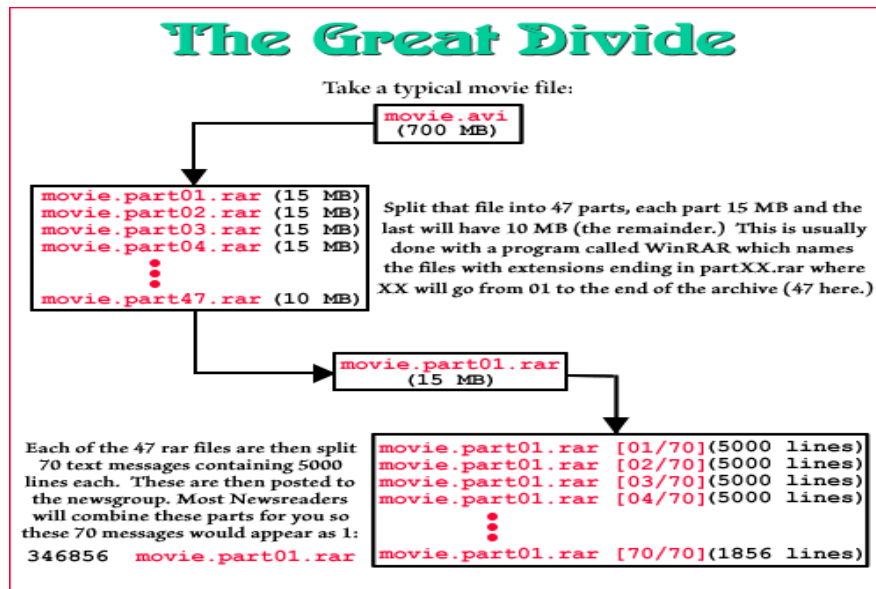 The Great Divide
Take a typical movie file:
movie.avi
(700 MB)
movie.part01.rar (15 MB)
movie.part02.rar (15 MB)
movie.part03.rar (15 MB)
movie.part04.rar (15 MB)
movie.part47.rar (10 MB)
Split that file into 47 parts, each part 15 MB and the
last will have 10 MB (the remainder.) This is usually
done with a program called WinRAR which names
the files with extensions ending in partXX.rar where
XX will go from 01 to the end of the archive (47 here.)
movie.part01.rar
(15 MB)
Each of the 47 rar files are then split
70 text messages containing 5000
lines each. These are then posted to
the newsgroup. Most Newsreaders
will combine these parts for you so
these 70 messages would appear as 1:
346856 movie.part01.rar
movie.part01.rar [01/70](5000 lines)
movie.part01.rar [02/70](5000 lines)
movie.part01.rar [03/70](5000 lines)
movie.part01.rar [04/70](5000 lines)
movie.part01.rar [70/70](1856 lines)